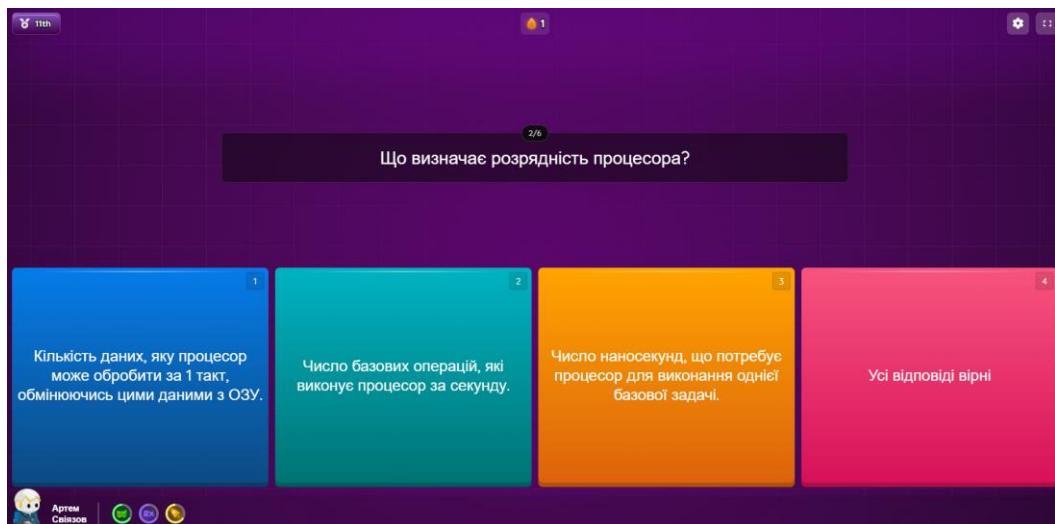 11th
1
2/6
Що визначає розрядність процесора?
1
Кількість даних, яку процесор
може обробити за 1 такт,
обмінюючись цими даними з ОЗУ.
2
Число базових операцій, які
виконує процесор за секунду.
3
Число наносекунд, що потребує
процесор для виконання однієї
базової задачі.
4
Усі відповіді вірні
Артем
Свіязов
2X